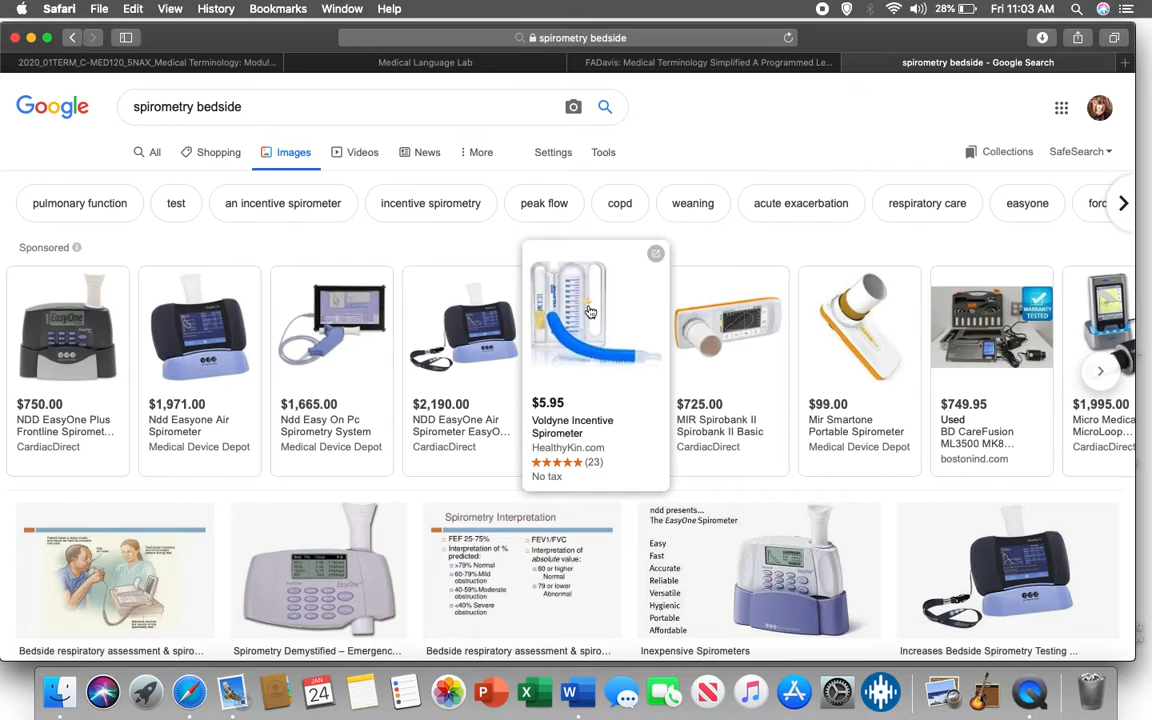 Safari File Edit View History Bookmarks Window Help 28% Fri 11:03 AM
spirometry bedside
2020_01TERM_C-MED120_5NAX_Medical Terminology: Modul... Medical Language Lab FADavis: Medical Terminology Simplified A Programmed Le... spirometry bedside - Google Search
Google spirometry bedside
All Shopping Images Videos News More Settings Tools Collections SafeSearch
pulmonary function test an incentive spirometer incentive spirometry peak flow copd weaning acute exacerbation respiratory care easyone forc
Sponsored
$750.00
NDD EasyOne Plus
Frontline Spiromet...
CardiacDirect
$1,971.00
Ndd Easyone Air
Spirometer
Medical Device Depot
$1,665.00
Ndd Easy On Pc
Spirometry System
Medical Device Depot
$2,190.00
NDD EasyOne Air
Spirometer EasyO...
CardiacDirect
$5.95
Voldyne Incentive
Spirometer
HealthyKin.com
(23)
No tax
$725.00
MIR Spirobank II
Spirobank II Basic
CardiacDirect
$99.00
Mir Smartone
Portable Spirometer
Medical Device Depot
WARRANTY
TESTED
$749.95
Used
BD CareFusion
ML3500 MK8...
bostonind.com
$1,995.00
Micro Medica
MicroLoop...
CardiacDirect
Bedside respiratory assessment & spiro...
Spirometry Demystified – Emergenc...
Spirometry Interpretation
FEF 25-75%
Interpretation of %
predicted:
>79% Normal
60-79%Mild
obstruction
40-59%Moderate
obstruction
<40% Severe
obstruction
FEV1/FVC
Interpretation of
absolute value:
80 or higher
Normal
79 or lower
Abnormal
Bedside respiratory assessment & spiro...
ndd presents...
The EasyOne Spirometer
Easy
Fast
Accurate
Reliable
Versatile
Hygienic
Portable
Affordable
Inexpensive Spirometers
Increases Bedside Spirometry Testing ...
JAN
24